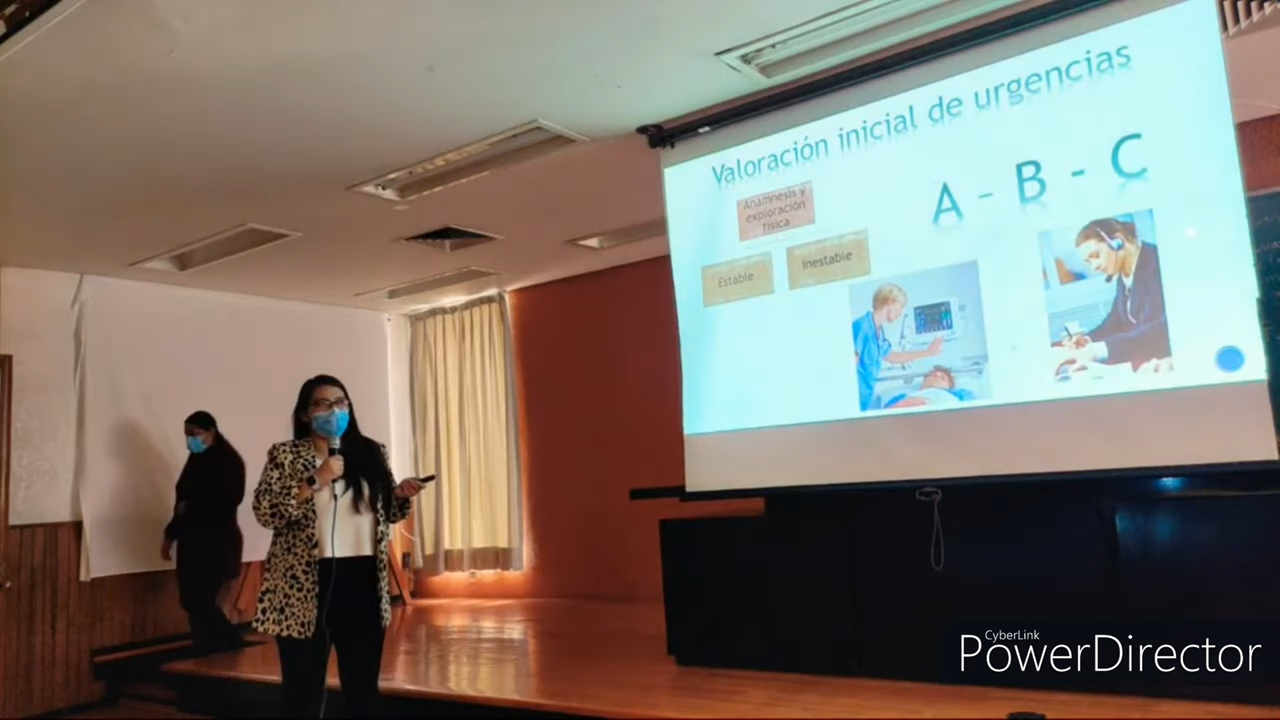 Valoración inicial de urgencias
Anamnesis y
exploración
física
Estable
Inestable
A - B - C
CyberLink
PowerDirector